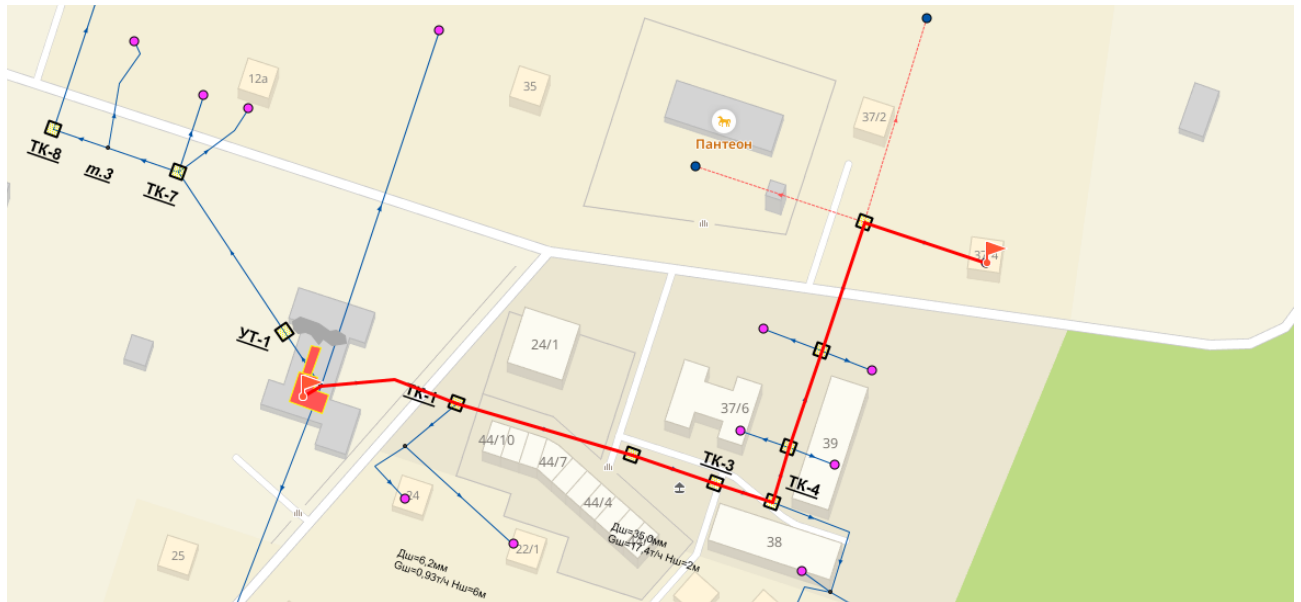 12а
35
37/2
Пантеон
ТК-8
т.3
ТК-7
УТ-1
24/1
ТК-1
37/6
39
44/10
44/7
ТК-3
ТК-4
44/4
24
38
Дш=35,0мм
Gш=17,4т/ч Нш=2м
22/1
25
Дш=6,2мм
Gш=0,93т/ч Нш=6м